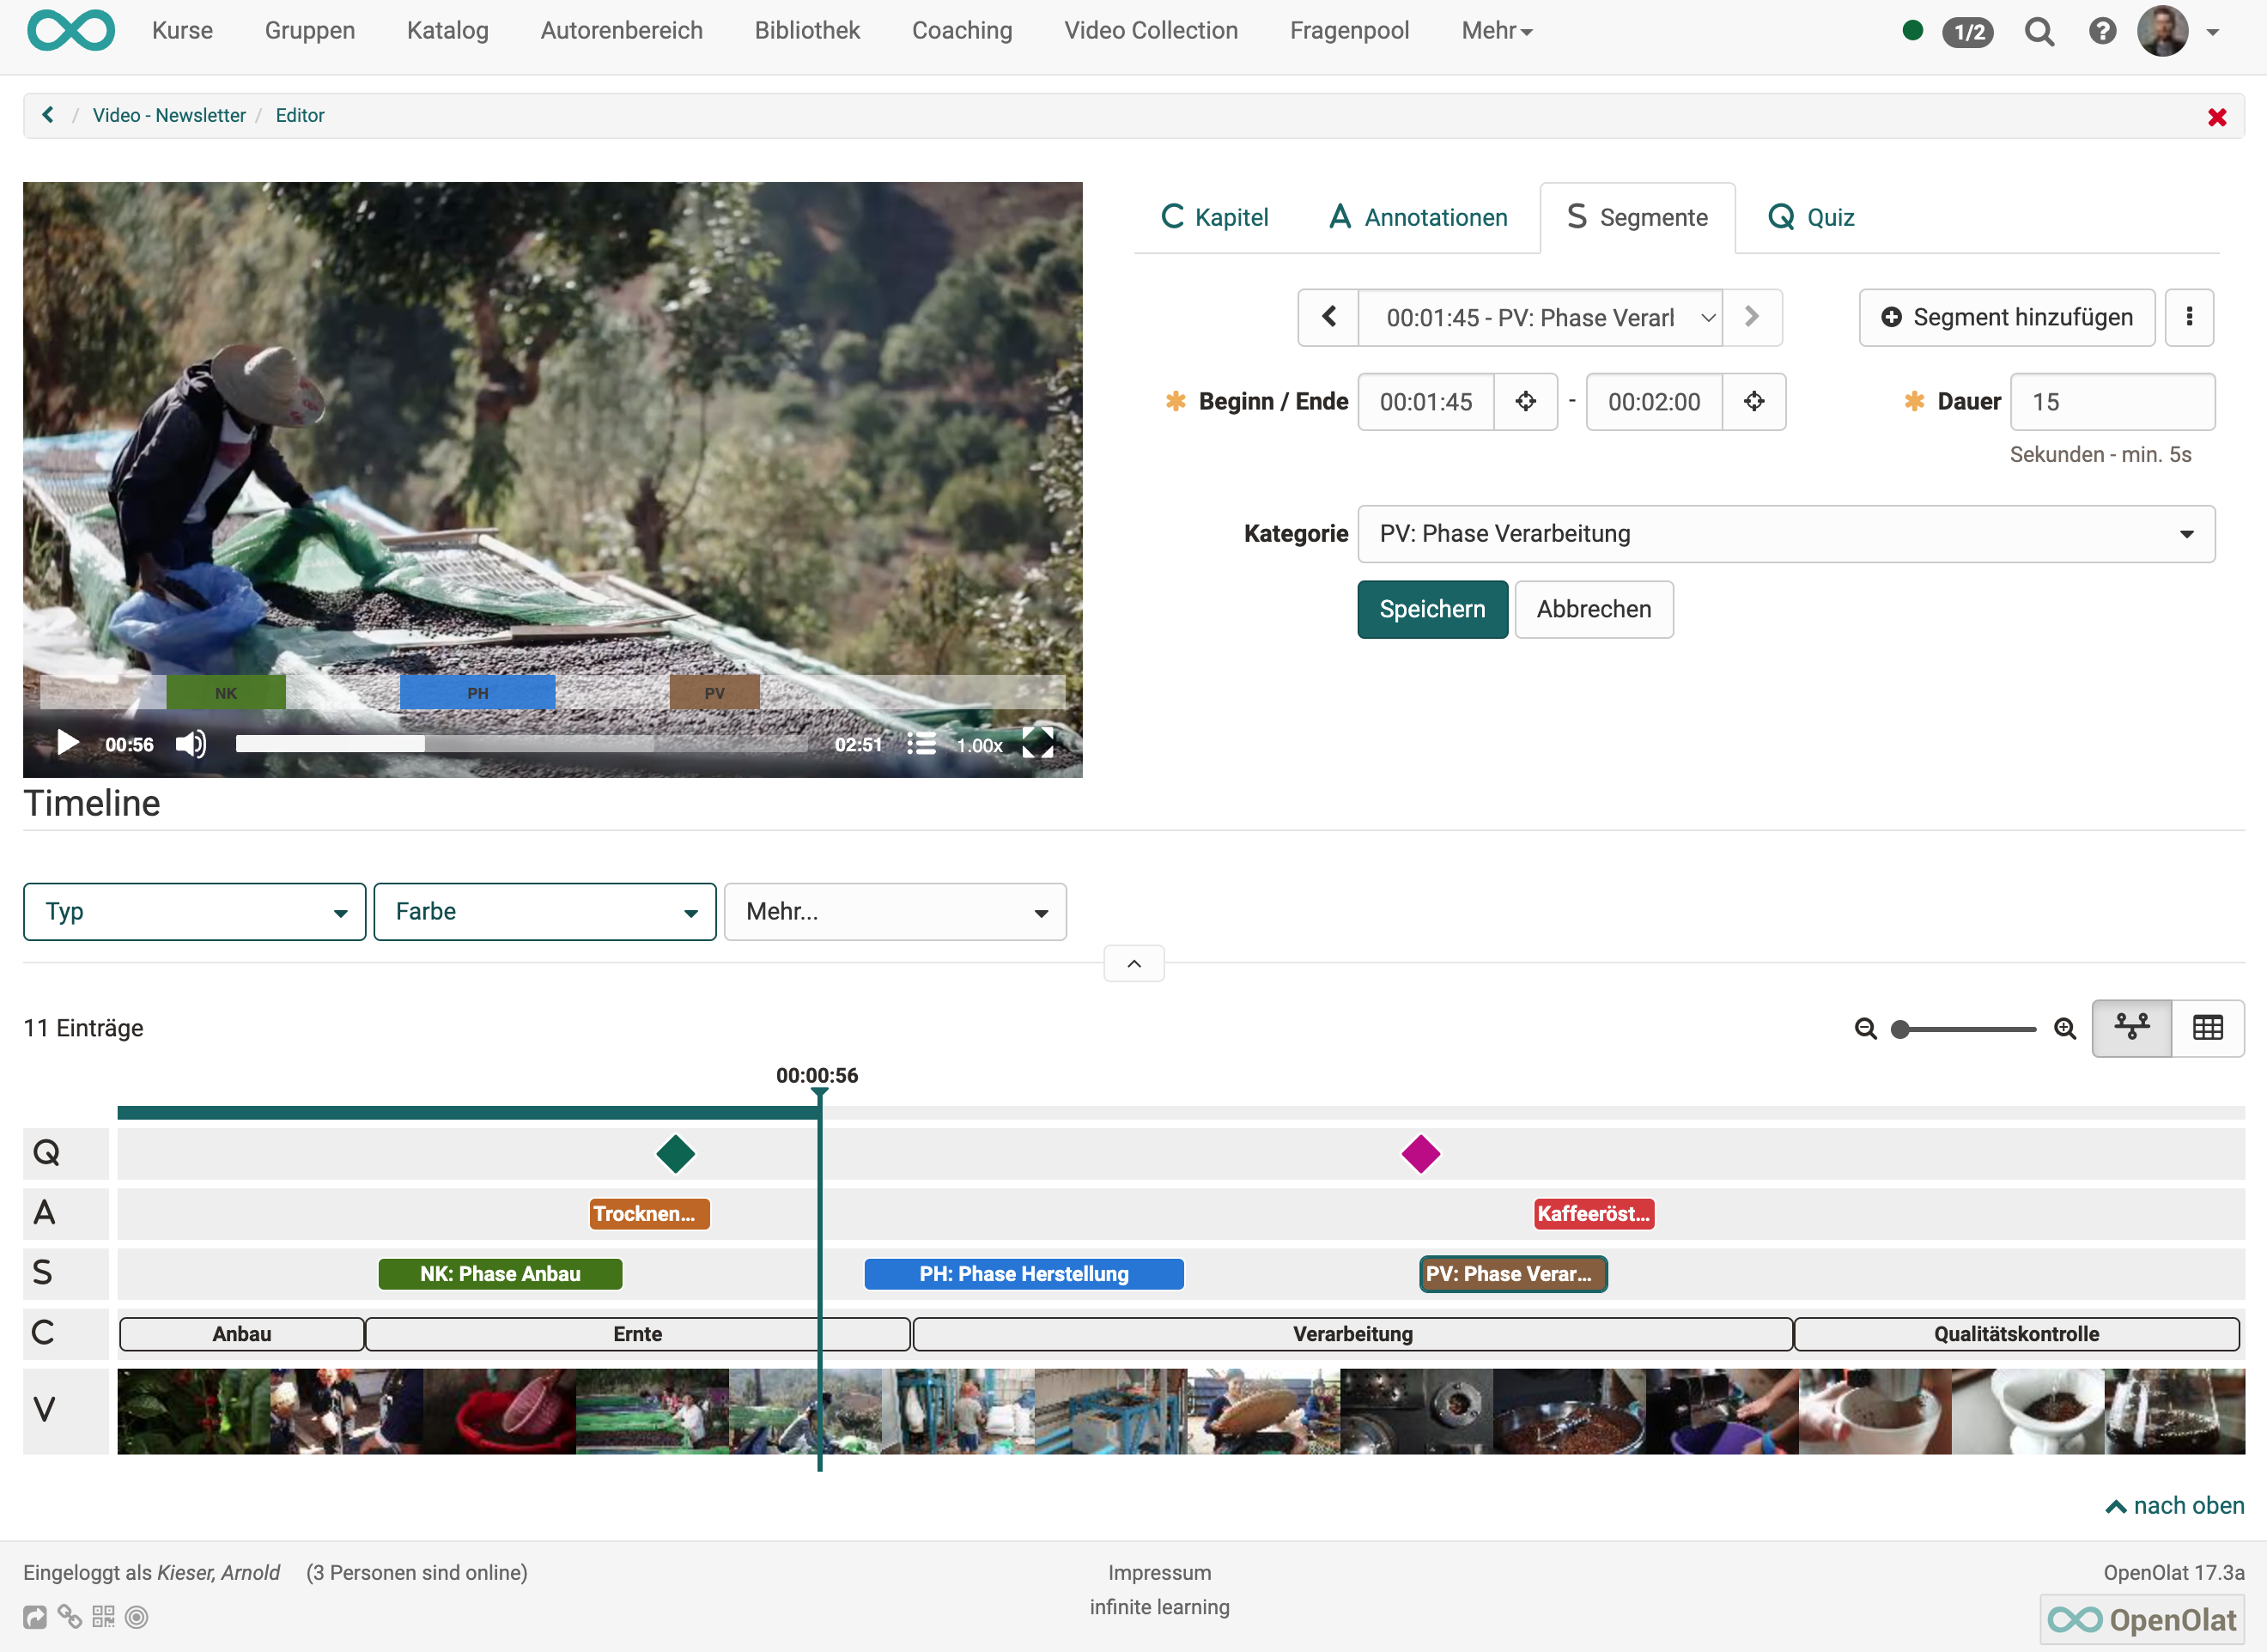 Kurse Gruppen Katalog Autorenbereich Bibliothek Coaching Video Collection Fragenpool Mehr 1/2
/ Video - Newsletter / Editor
C Kapitel A Annotationen S Segmente Q Quiz
00:01:45 - PV: Phase Verarl Segment hinzufügen
Beginn / Ende 00:01:45 - 00:02:00 Dauer 15
Sekunden - min. 5s
Kategorie PV: Phase Verarbeitung
Speichern Abbrechen
NK PH PV
00:56 02:51 1.00x
Timeline
Typ Farbe Mehr...
11 Einträge
00:00:56
Q
A Trocknen... Kaffeeröst...
S NK: Phase Anbau PH: Phase Herstellung PV: Phase Verar...
C Anbau Ernte Verarbeitung Qualitätskontrolle
V
nach oben
Eingeloggt als Kieser, Arnold (3 Personen sind online) Impressum OpenOlat 17.3a
infinite learning OpenOlat